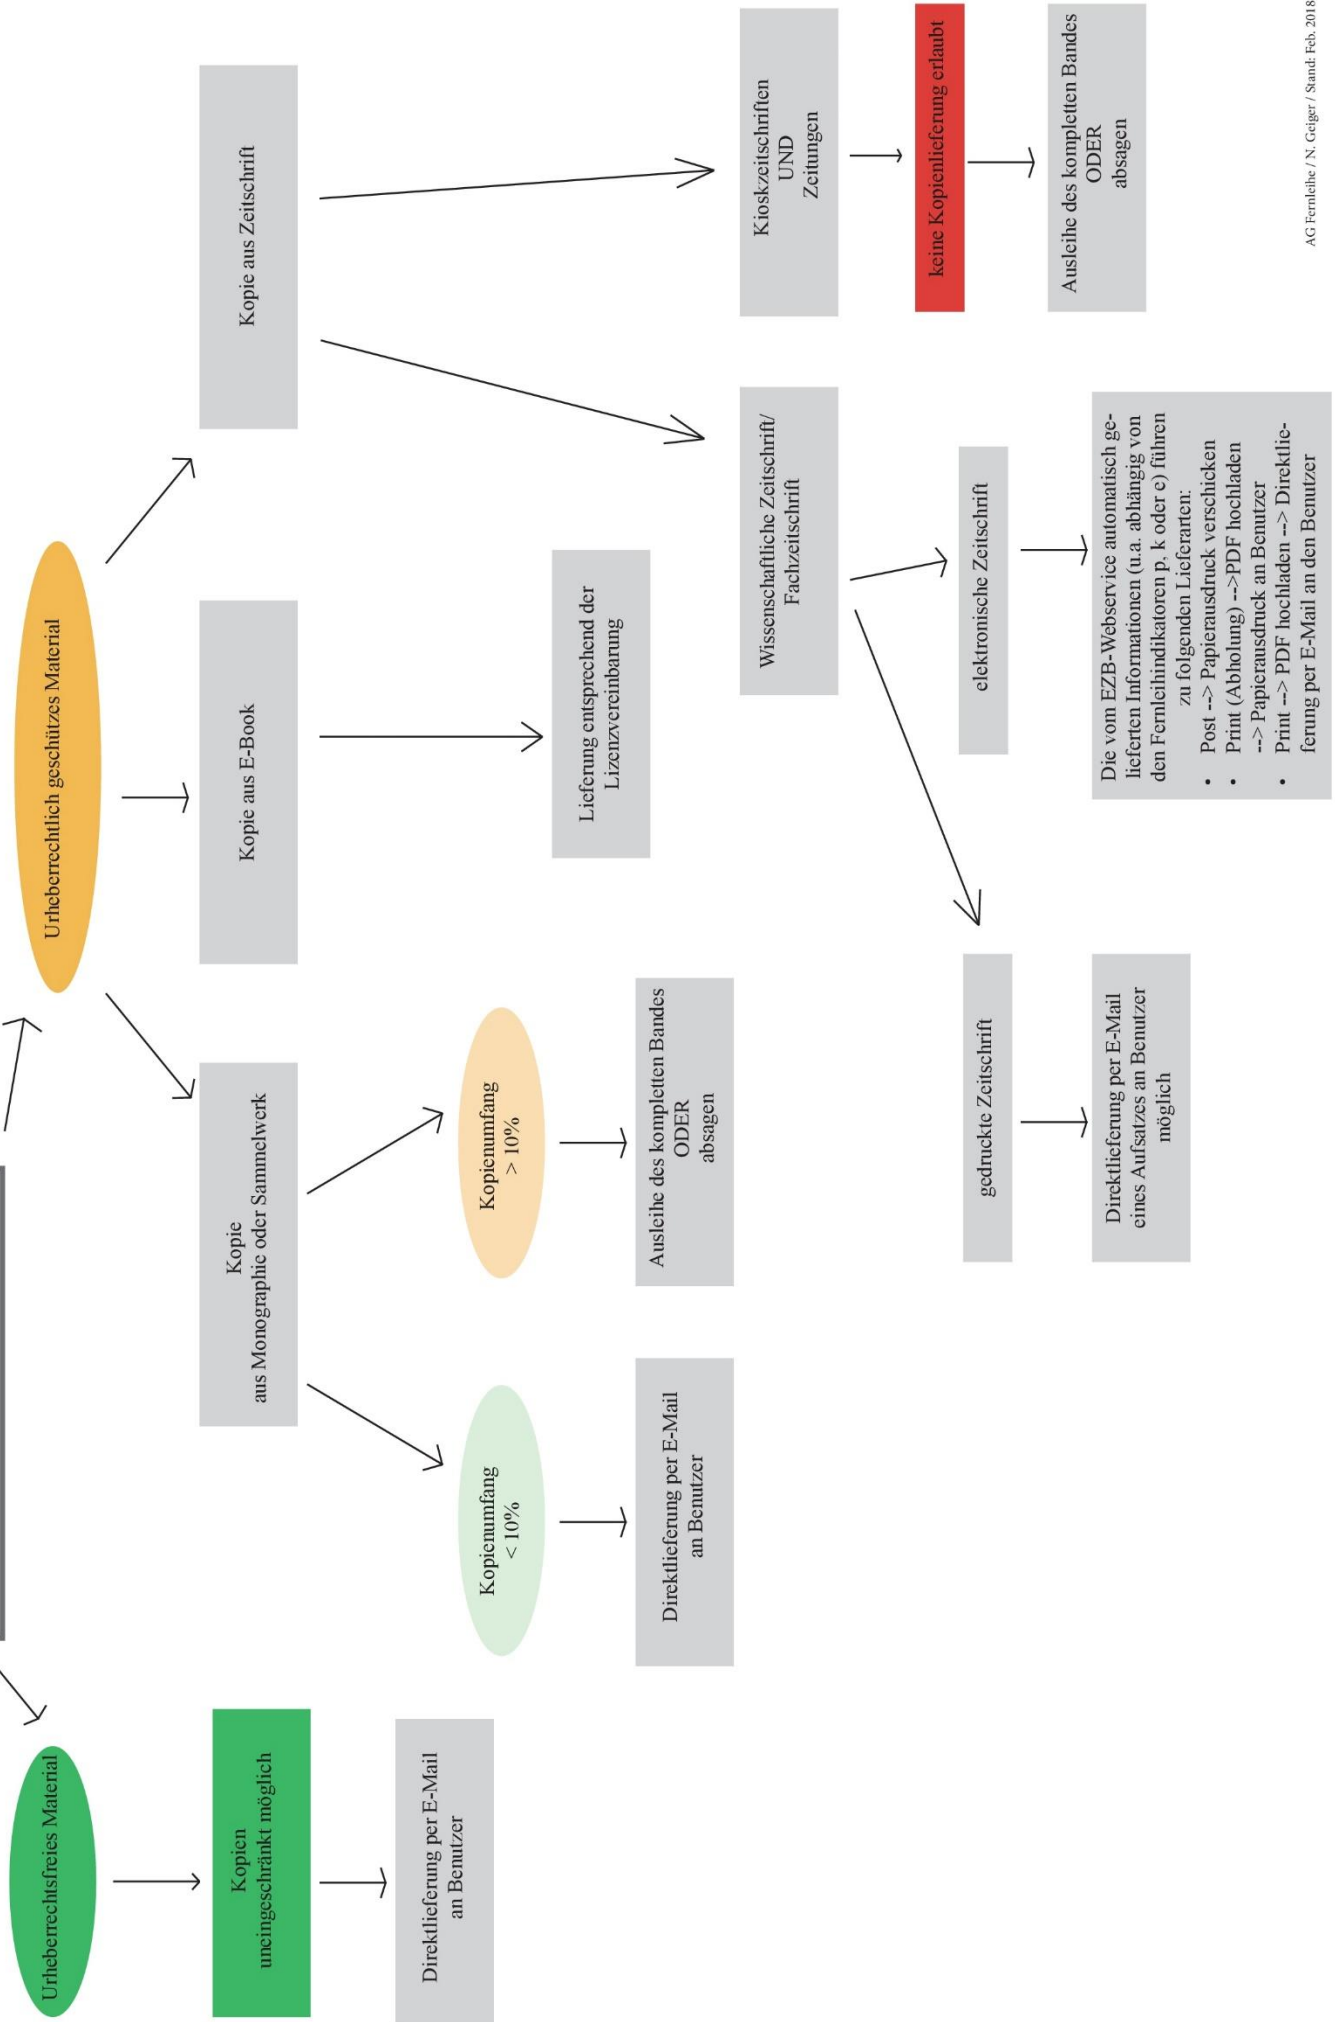 Urheberrechtsfreies Material
Kopien
uneingeschränkt möglich
Direktlieferung per E-Mail
an Benutzer
Urheberrechtlich geschützes Material
Kopie
aus Monographie oder Sammelwerk
Kopienumfang
< 10%
Direktlieferung per E-Mail
an Benutzer
Kopienumfang
> 10%
Ausleihe des kompletten Bandes
ODER
absagen
Kopie aus E-Book
Lieferung entsprechend der
Lizenzvereinbarung
Kopie aus Zeitschrift
Wissenschaftliche Zeitschrift/
Fachzeitschrift
gedruckte Zeitschrift
Direktlieferung per E-Mail
eines Aufsatzes an Benutzer
möglich
elektronische Zeitschrift
Die vom EZB-Webservice automatisch ge-
lieferten Informationen (u.a. abhängig von
den Fernleihindikatoren p, k oder e) führen
zu folgenden Lieferarten:
• Post --> Papierausdruck verschicken
• Print (Abholung) -->PDF hochladen
--> Papierausdruck an Benutzer
• Print --> PDF hochladen --> Direktlie-
ferung per E-Mail an den Benutzer
Kioskzeitschriften
UND
Zeitungen
keine Kopienlieferung erlaubt
Ausleihe des kompletten Bandes
ODER
absagen
AG Fernleihe / N. Geiger / Stand: Feb. 2018